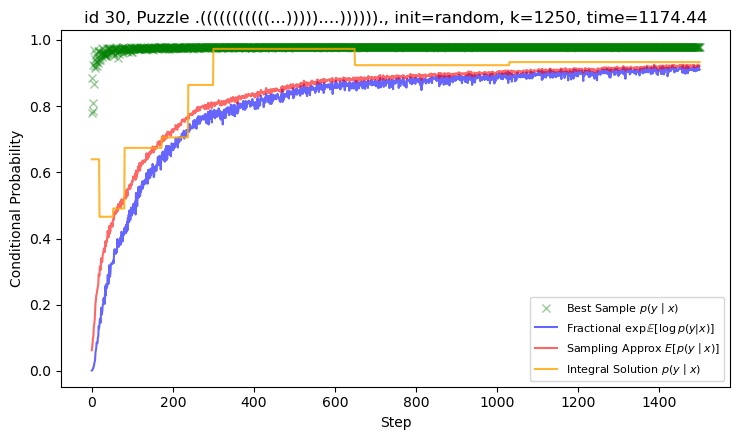 id 30, Puzzle .(((((((((((...)))))....))))))., init=random, k=1250, time=1174.44
1.0
0.8
0.6
0.4
0.2
0.0
Conditional Probability
Best Sample p(y | x)
Fractional exp𝔼[log p(y|x)]
Sampling Approx E[p(y | x)]
Integral Solution p(y | x)
0 200 400 600 800 1000 1200 1400
Step